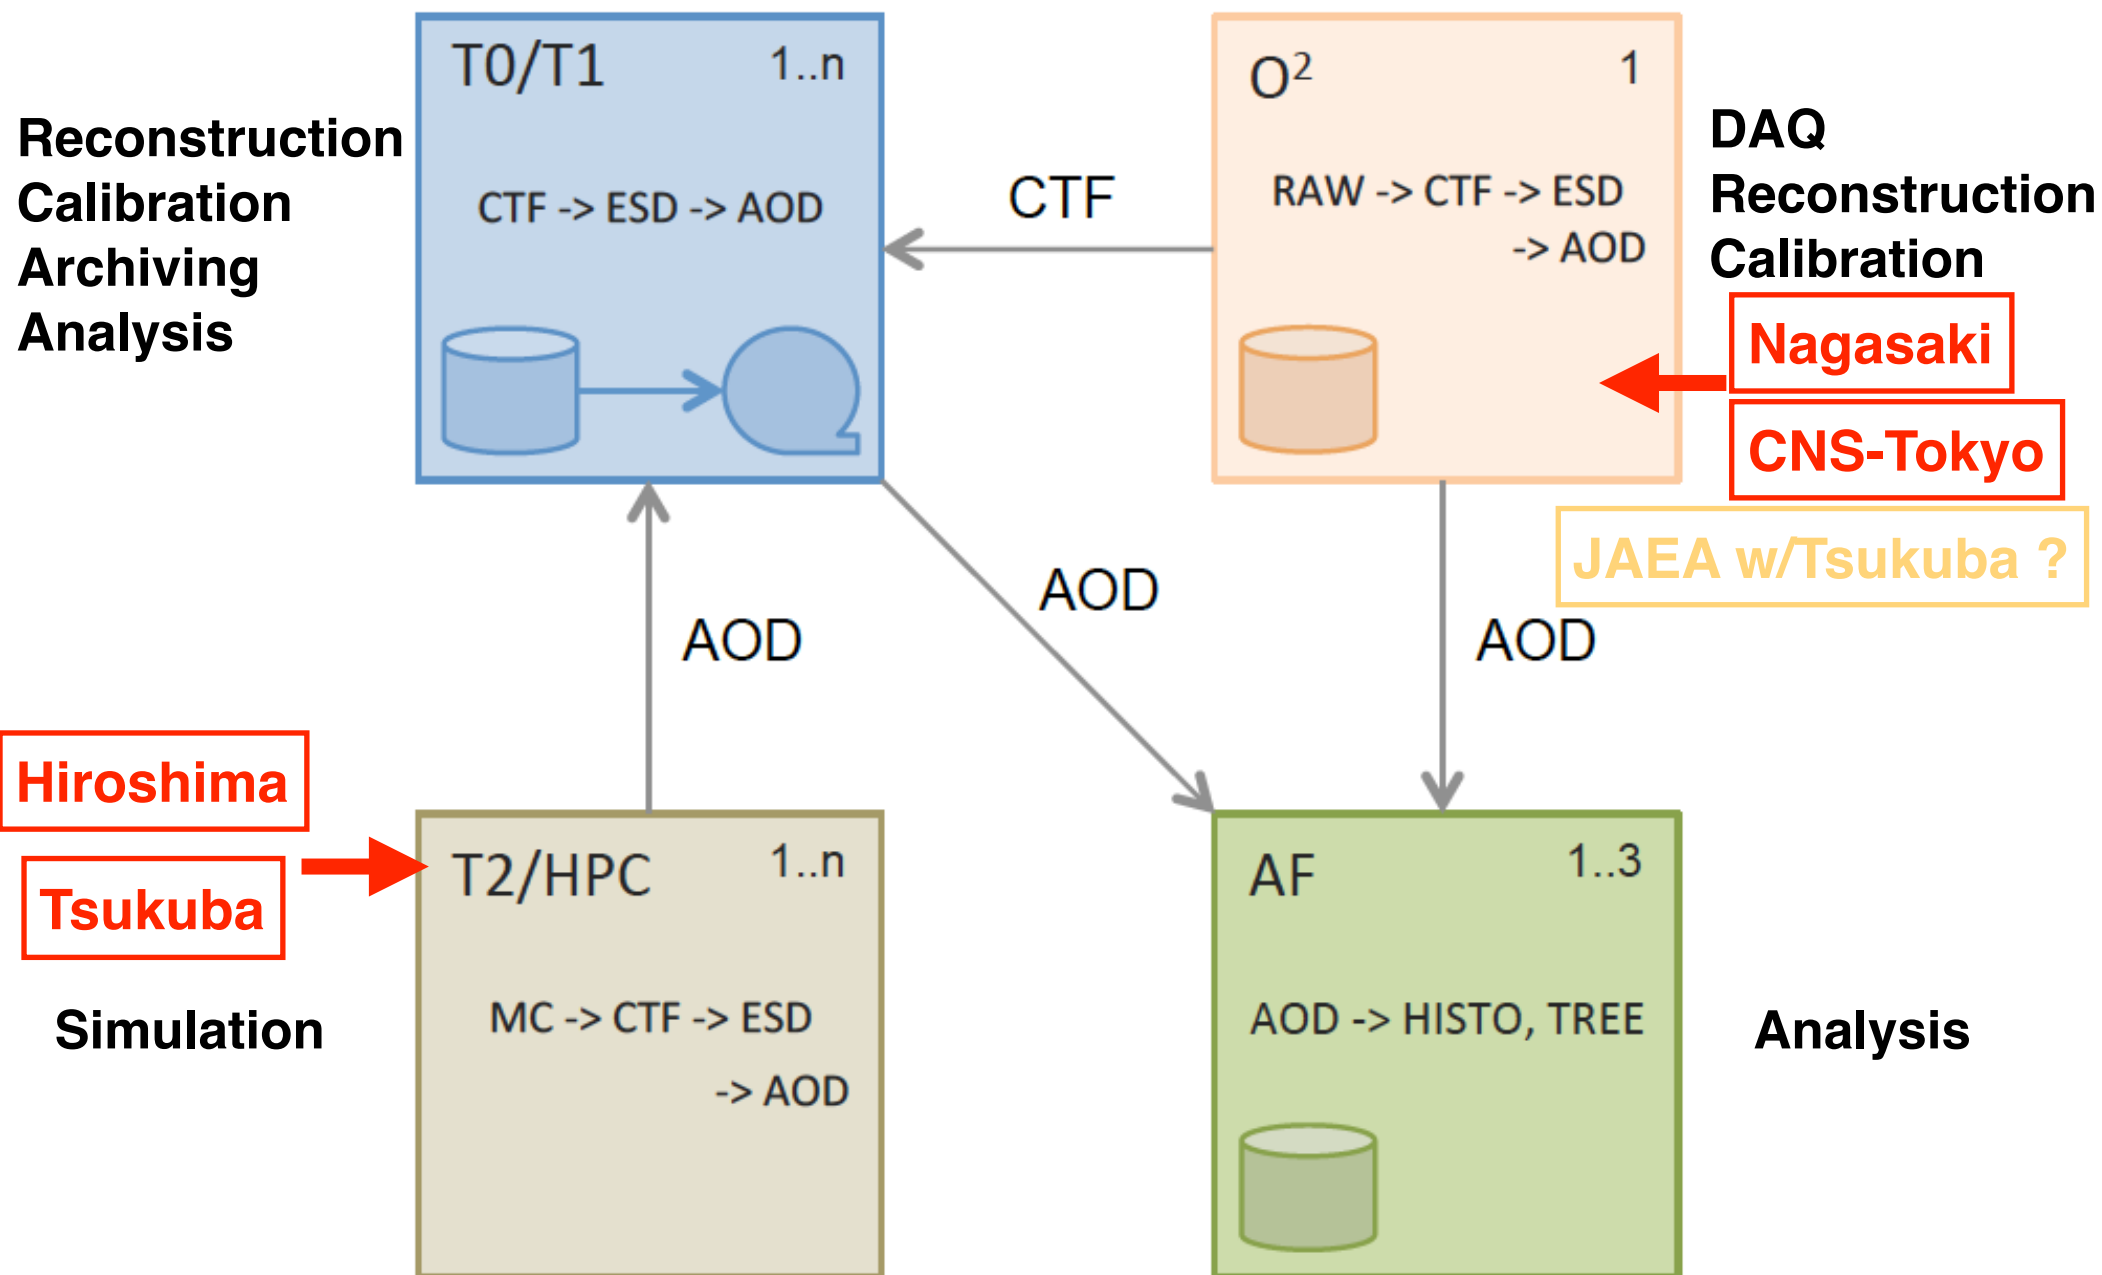 T0/T1
1..n
CTF -> ESD -> AOD
Reconstruction
Calibration
Archiving
Analysis
CTF
O²
1
RAW -> CTF -> ESD
-> AOD
DAQ
Reconstruction
Calibration
Nagasaki
CNS-Tokyo
JAEA w/Tsukuba ?
AOD
AOD
AOD
Hiroshima
Tsukuba
Simulation
T2/HPC
1..n
MC -> CTF -> ESD
-> AOD
AF
1..3
AOD -> HISTO, TREE
Analysis